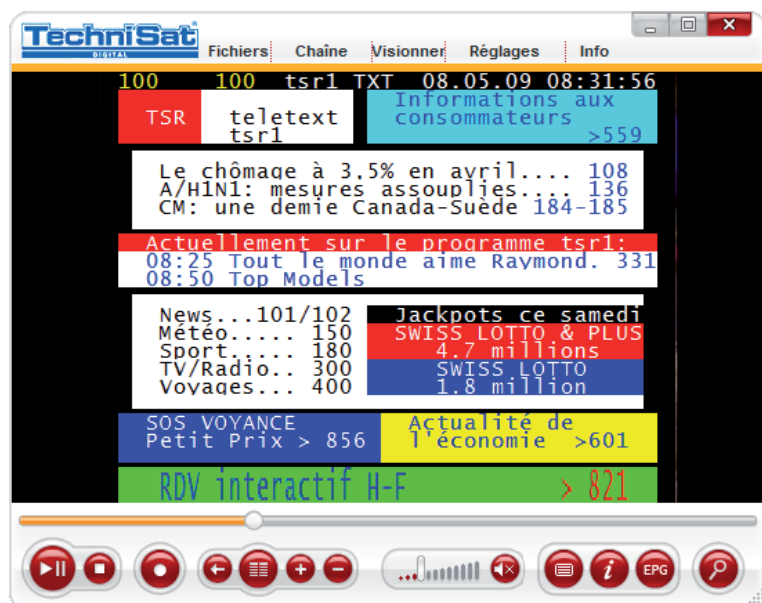 TechniSat
DIGITAL
Fichiers Chaîne Visionner Réglages Info
100 100 tsr1 TXT 08.05.09 08:31:56
TSR teletext
tsr1
Informations aux
consommateurs
>559
Le chômage à 3,5% en avril.... 108
A/H1N1: mesures assouplies.... 136
CM: une demie Canada-Suède 184-185
Actuellement sur le programme tsr1:
08:25 Tout le monde aime Raymond. 331
08:50 Top Models
News...101/102
Météo..... 150
Sport..... 180
TV/Radio.. 300
Voyages... 400
Jackpots ce samedi
SWISS LOTTO & PLUS
4.7 millions
SWISS LOTTO
1.8 million
SOS VOYANCE
Petit Prix > 856
Actualité de
l'économie >601
RDV interactif H-F > 821
EPG